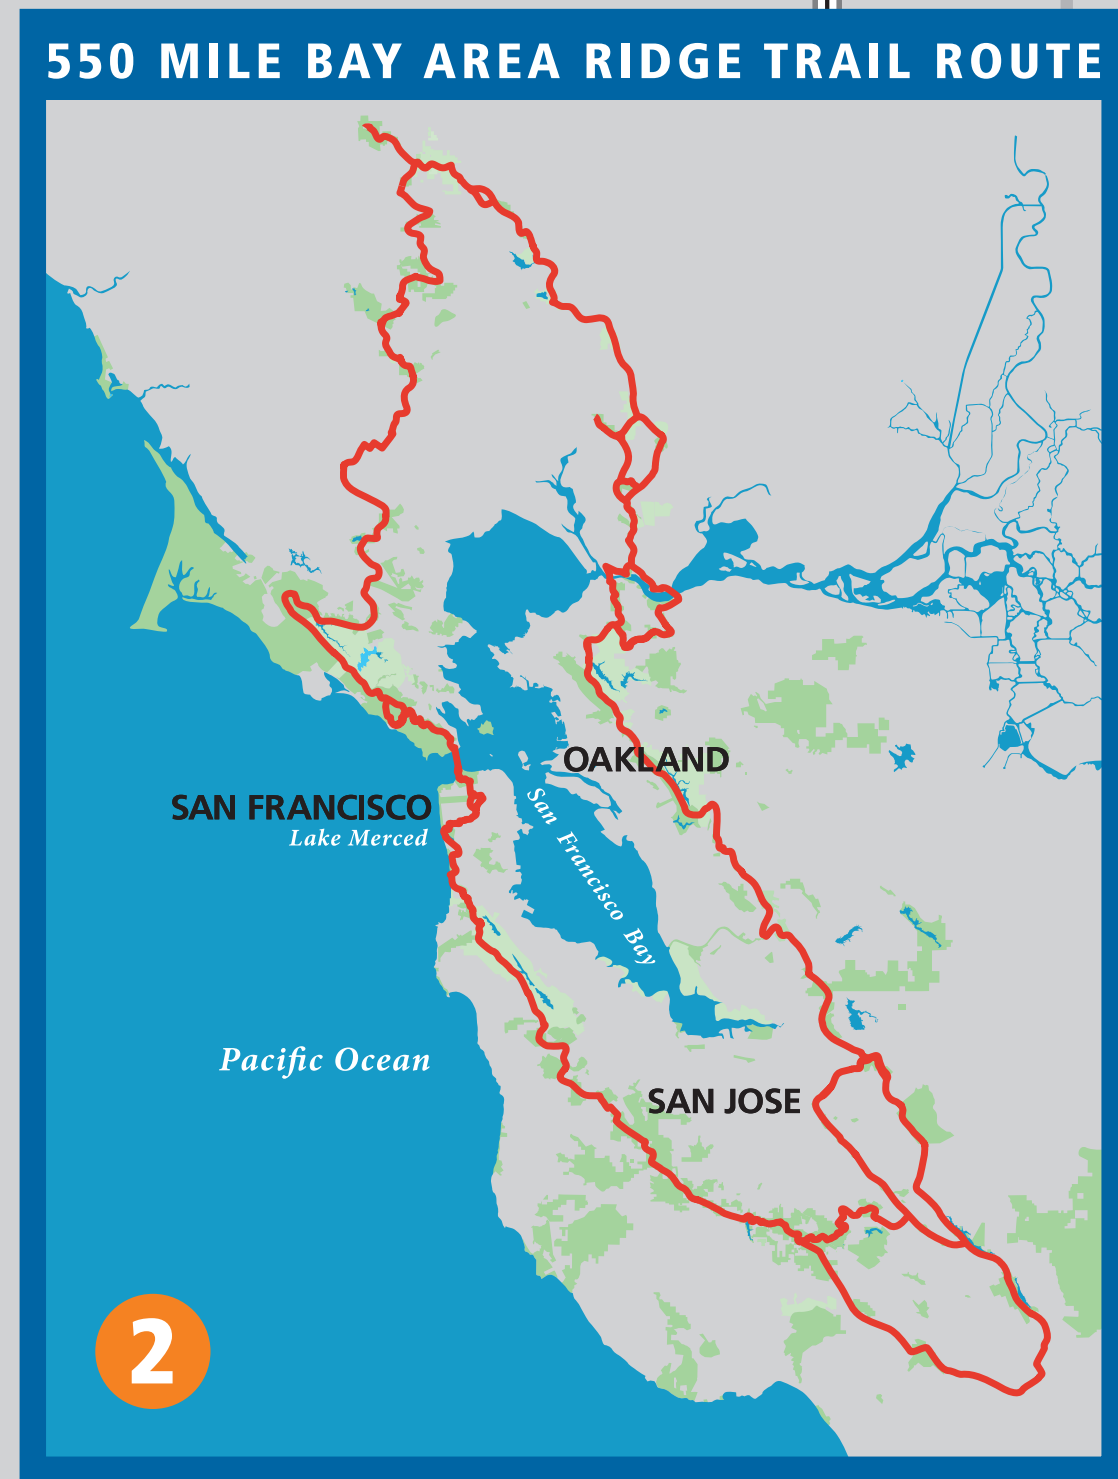 550 MILE BAY AREA RIDGE TRAIL ROUTE
OAKLAND
SAN FRANCISCO
Lake Merced
San Francisco Bay
Pacific Ocean
SAN JOSE
2